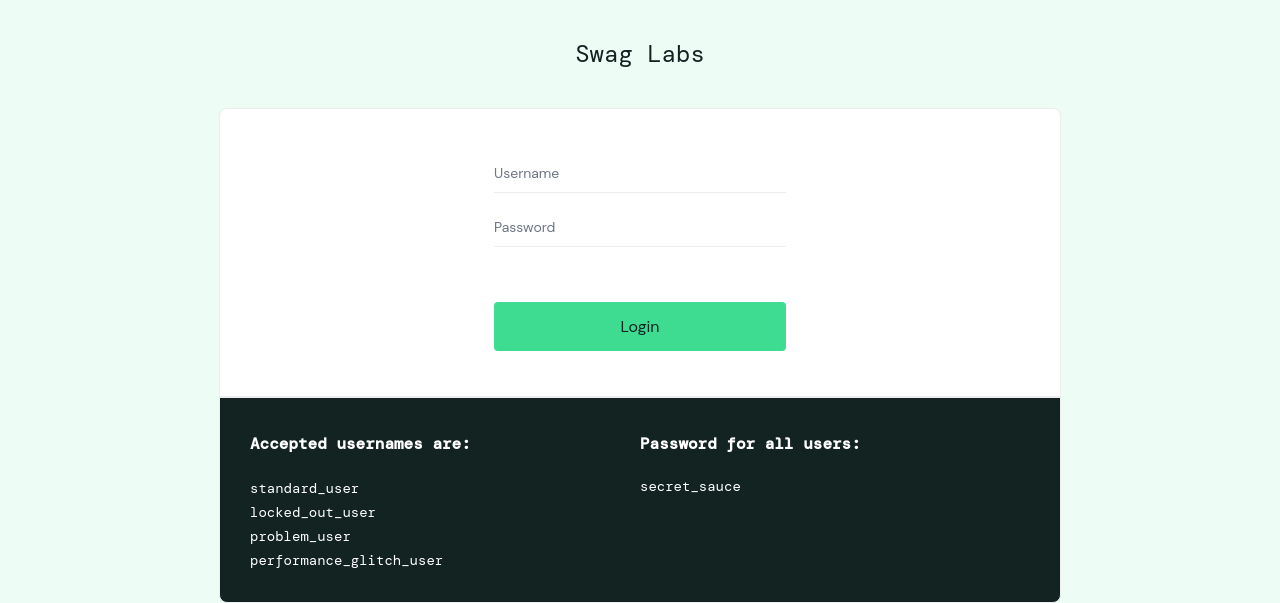 Swag Labs
Username
Password
Login
Accepted usernames are:
standard_user
locked_out_user
problem_user
performance_glitch_user
Password for all users:
secret_sauce